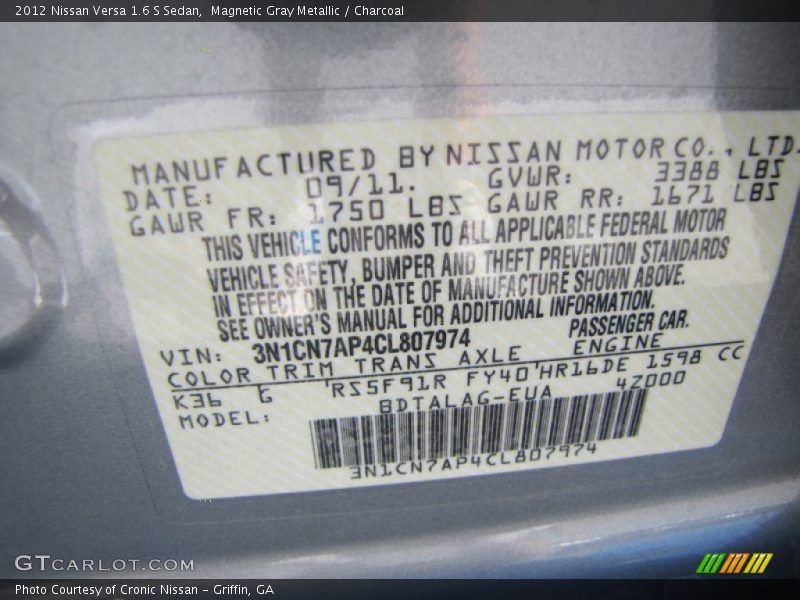 2012 Nissan Versa 1.6 S Sedan,  Magnetic Gray Metallic / Charcoal
MANUFACTURED BY NISSAN MOTOR CO., LTD.
DATE: 09/11. GVWR: 3388 LBS
GAWR FR: 1750 LBS GAWR RR: 1671 LBS
THIS VEHICLE CONFORMS TO ALL APPLICABLE FEDERAL MOTOR
VEHICLE SAFETY, BUMPER AND THEFT PREVENTION STANDARDS
IN EFFECT ON THE DATE OF MANUFACTURE SHOWN ABOVE.
SEE OWNER'S MANUAL FOR ADDITIONAL INFORMATION.
VIN: 3N1CN7AP4CL807974 PASSENGER CAR.
COLOR TRIM TRANS AXLE ENGINE
K36 G RS5F91R FY40 HR16DE 1598 CC
MODEL: BDTALAG-EUA 4Z000
3N1CN7AP4CL807974
GTCARLOT.COM
Photo Courtesy of Cronic Nissan – Griffin, GA